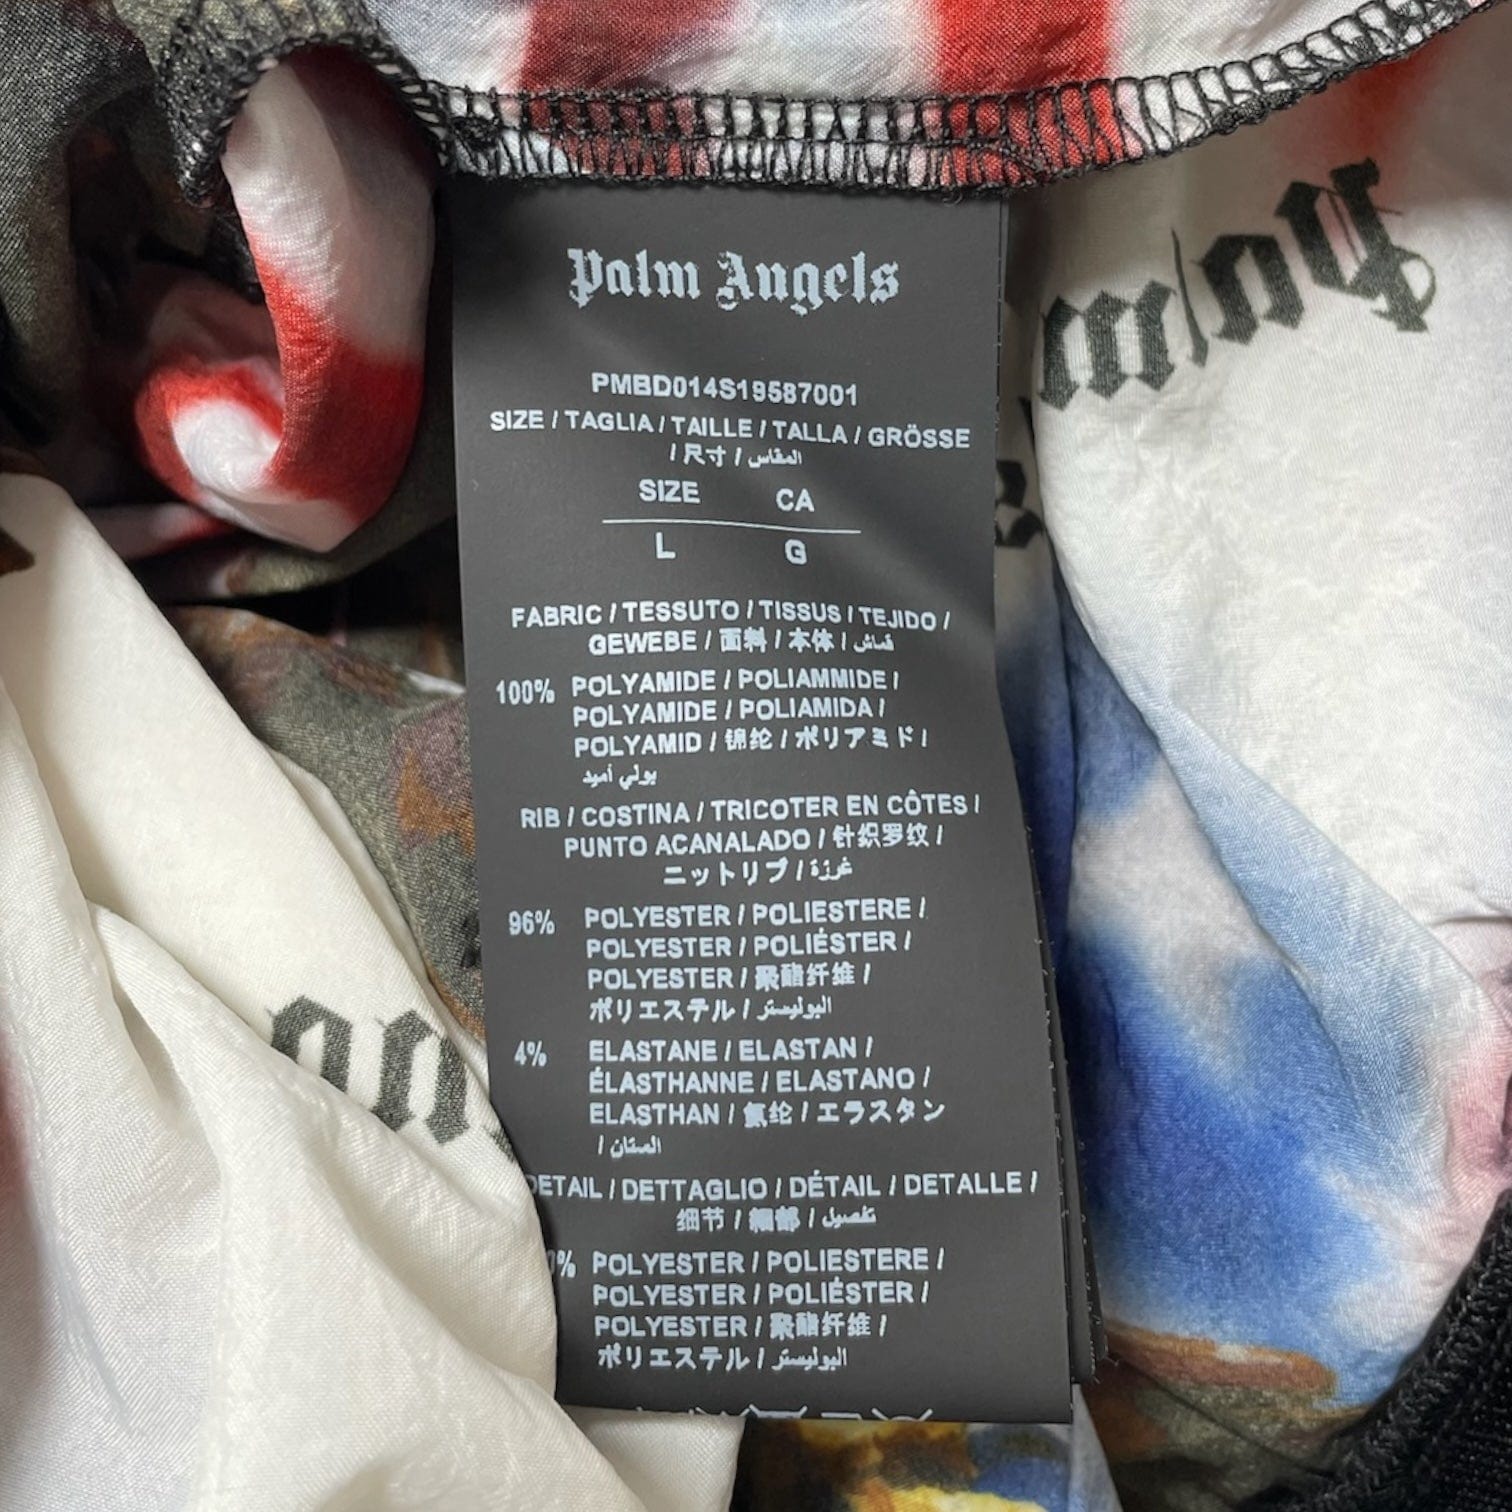 Palm Angels
PMBD014S19587001
SIZE / TAGLIA / TAILLE / TALLA / GRÖSSE
/ 尺寸 / المقاس
SIZE CA
L G
FABRIC / TESSUTO / TISSUS / TEJIDO /
GEWEBE / 面料 / 本体 / قماش
100% POLYAMIDE / POLIAMMIDE /
POLYAMIDE / POLIAMIDA /
POLYAMID / 锦纶 / ポリアミド /
بولي أميد
RIB / COSTINA / TRICOTER EN CÔTES /
PUNTO ACANALADO / 针织罗纹 /
ニットリブ / غرزة
96% POLYESTER / POLIESTERE /
POLYESTER / POLIÉSTER /
POLYESTER / 聚酯纤维 /
ポリエステル / البوليستر
4% ELASTANE / ELASTAN /
ÉLASTHANNE / ELASTANO /
ELASTHAN / 氨纶 / エラスタン
/ الستان
DETAIL / DETTAGLIO / DÉTAIL / DETALLE /
细节 / 細部 / تفصيل
0% POLYESTER / POLIESTERE /
POLYESTER / POLIÉSTER /
POLYESTER / 聚酯纤维 /
ポリエステル / البوليستر